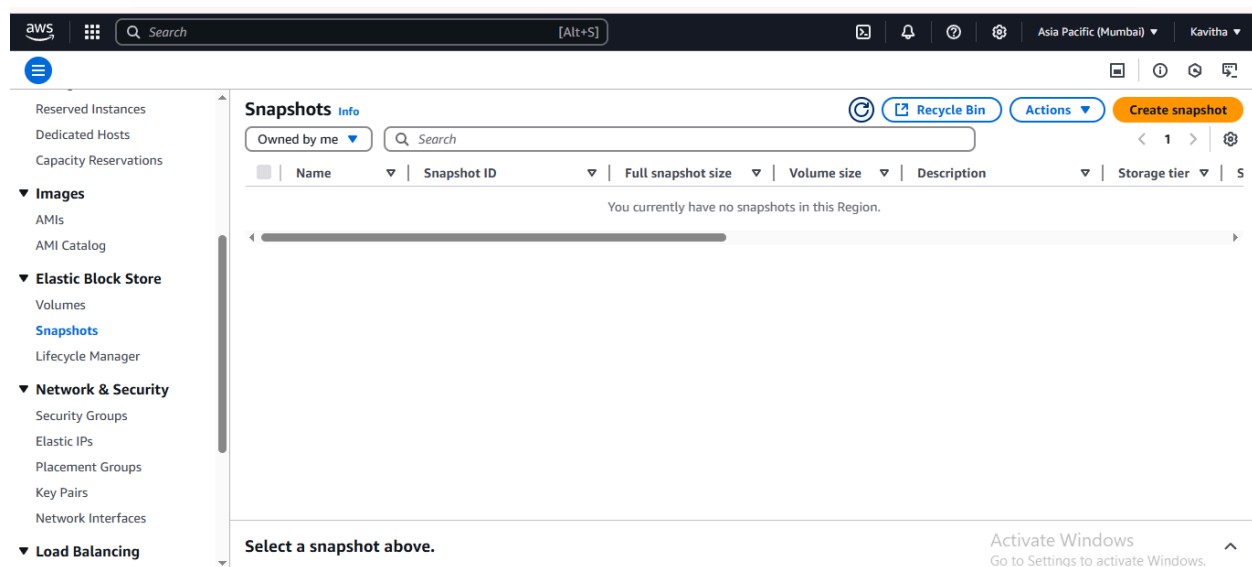 aws Search [Alt+S] Asia Pacific (Mumbai) ▼ Kavitha ▼
Reserved Instances
Dedicated Hosts
Capacity Reservations
▼ Images
AMIs
AMI Catalog
▼ Elastic Block Store
Volumes
Snapshots
Lifecycle Manager
▼ Network & Security
Security Groups
Elastic IPs
Placement Groups
Key Pairs
Network Interfaces
▼ Load Balancing
Snapshots Info Recycle Bin Actions ▼ Create snapshot
Owned by me ▼ Search 1
Name Snapshot ID Full snapshot size Volume size Description Storage tier S
You currently have no snapshots in this Region.
Select a snapshot above.
Activate Windows
Go to Settings to activate Windows.